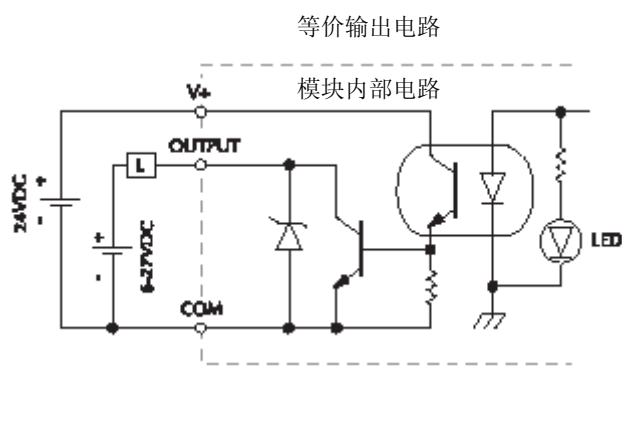 等价输出电路
模块内部电路
V+
OUTPUT
L
24VDC
+
-
+
-
6-27VDC
LED
COM